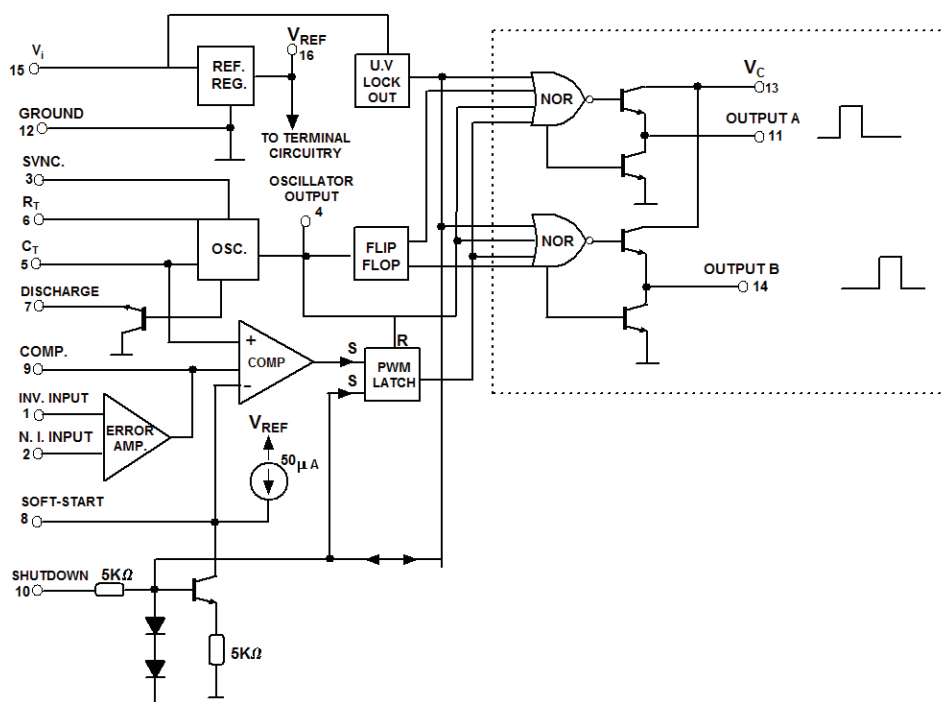 V_i
15
REF.
REG.
V_REF
16
U.V
LOCK
OUT
GROUND
12
TO TERMINAL
CIRCUITRY
SVNC.
3
OSCILLATOR
OUTPUT
4
R_T
6
C_T
5
OSC.
FLIP
FLOP
DISCHARGE
7
COMP.
9
+
COMP
−
S
R
S
PWM
LATCH
INV. INPUT
1
N. I. INPUT
2
ERROR
AMP.
V_REF
50μA
SOFT-START
8
SHUTDOWN
10
5KΩ
5KΩ
NOR
V_C
13
OUTPUT A
11
NOR
OUTPUT B
14